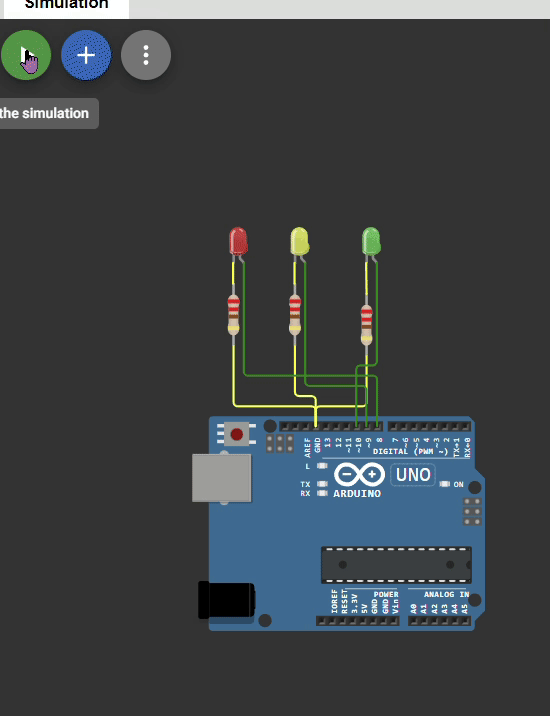 Simulation
the simulation
AREF
GND
13
12
~11
~10
~9
8
7
~6
~5
4
~3
2
TX→1
RX←0
DIGITAL (PWM ~)
L
TX
RX
UNO
ON
ARDUINO
IOREF
RESET
3.3V
5V
GND
GND
Vin
POWER
ANALOG IN
A0
A1
A2
A3
A4
A5